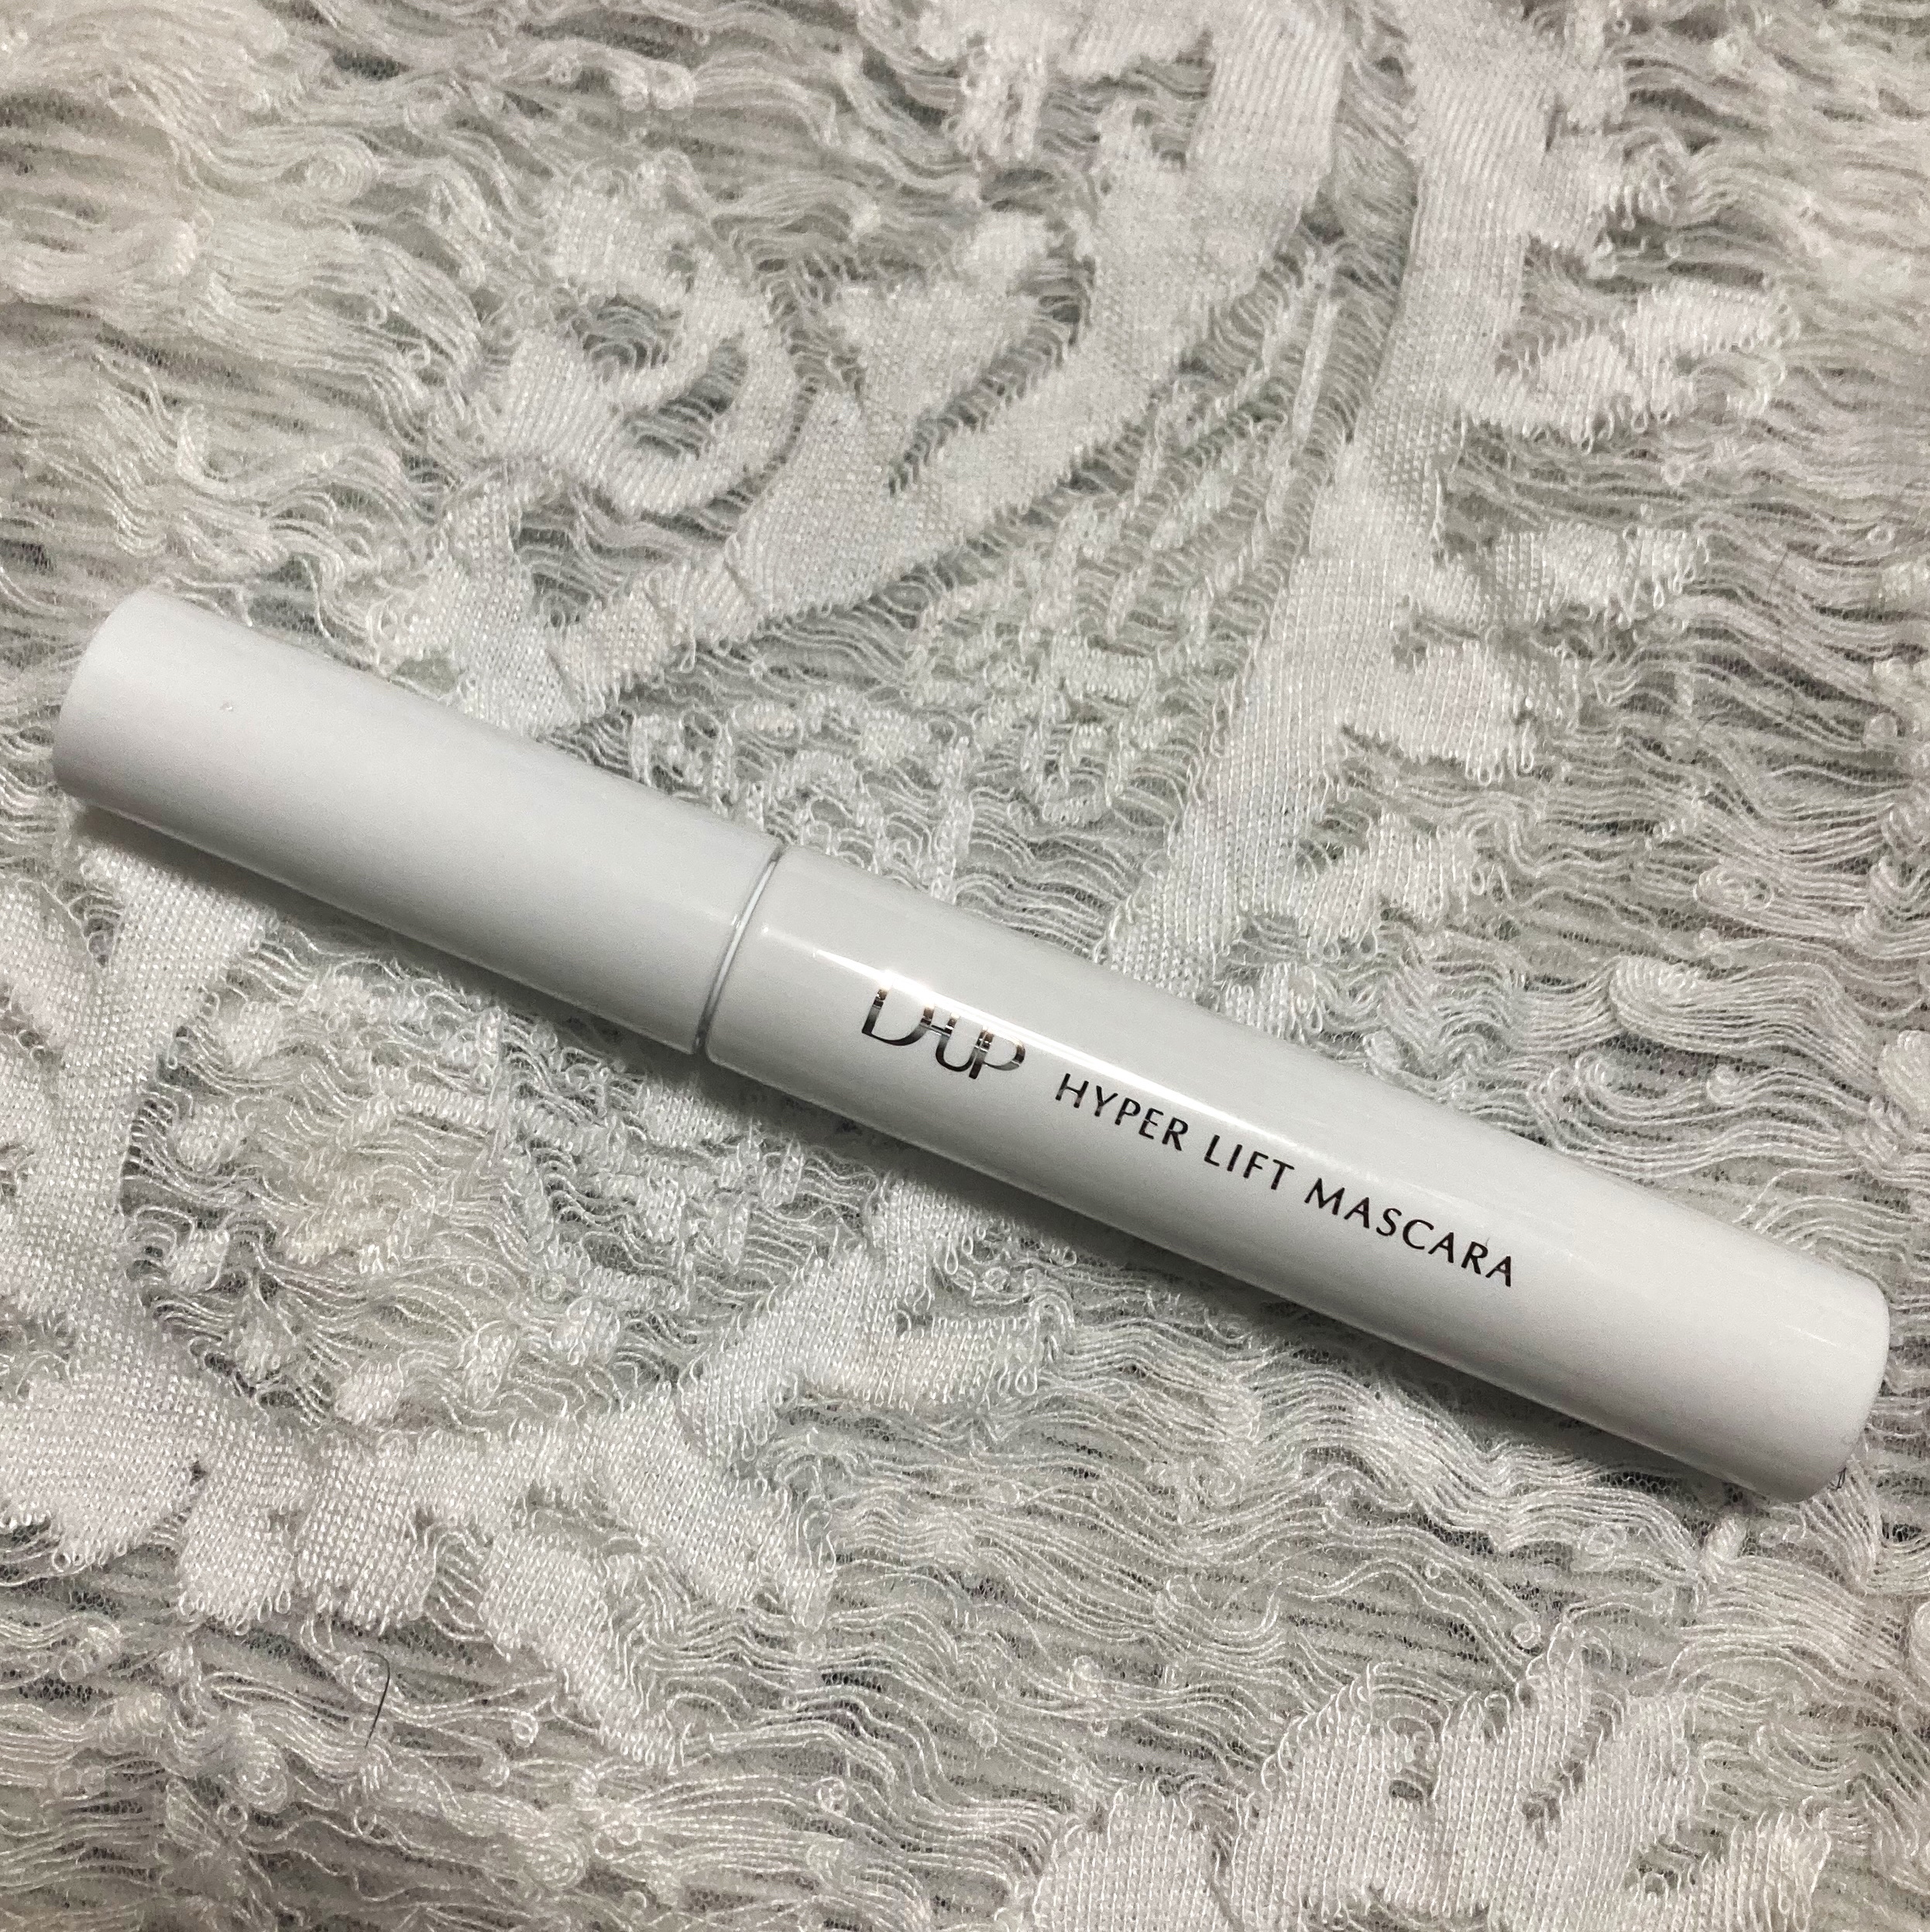 D-UP HYPER LIFT MASCARA